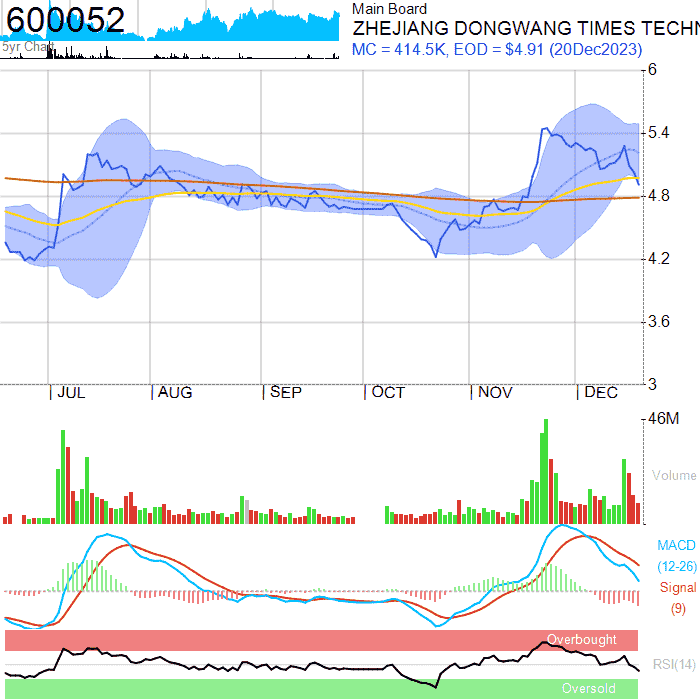 600052
5yr Chart
Main Board
ZHEJIANG DONGWANG TIMES TECHN
MC = 414.5K, EOD = $4.91 (20Dec2023)
6
5.4
4.8
4.2
3.6
3
JUL
AUG
SEP
OCT
NOV
DEC
46M
Volume
MACD
(12-26)
Signal
(9)
Overbought
RSI(14)
Oversold